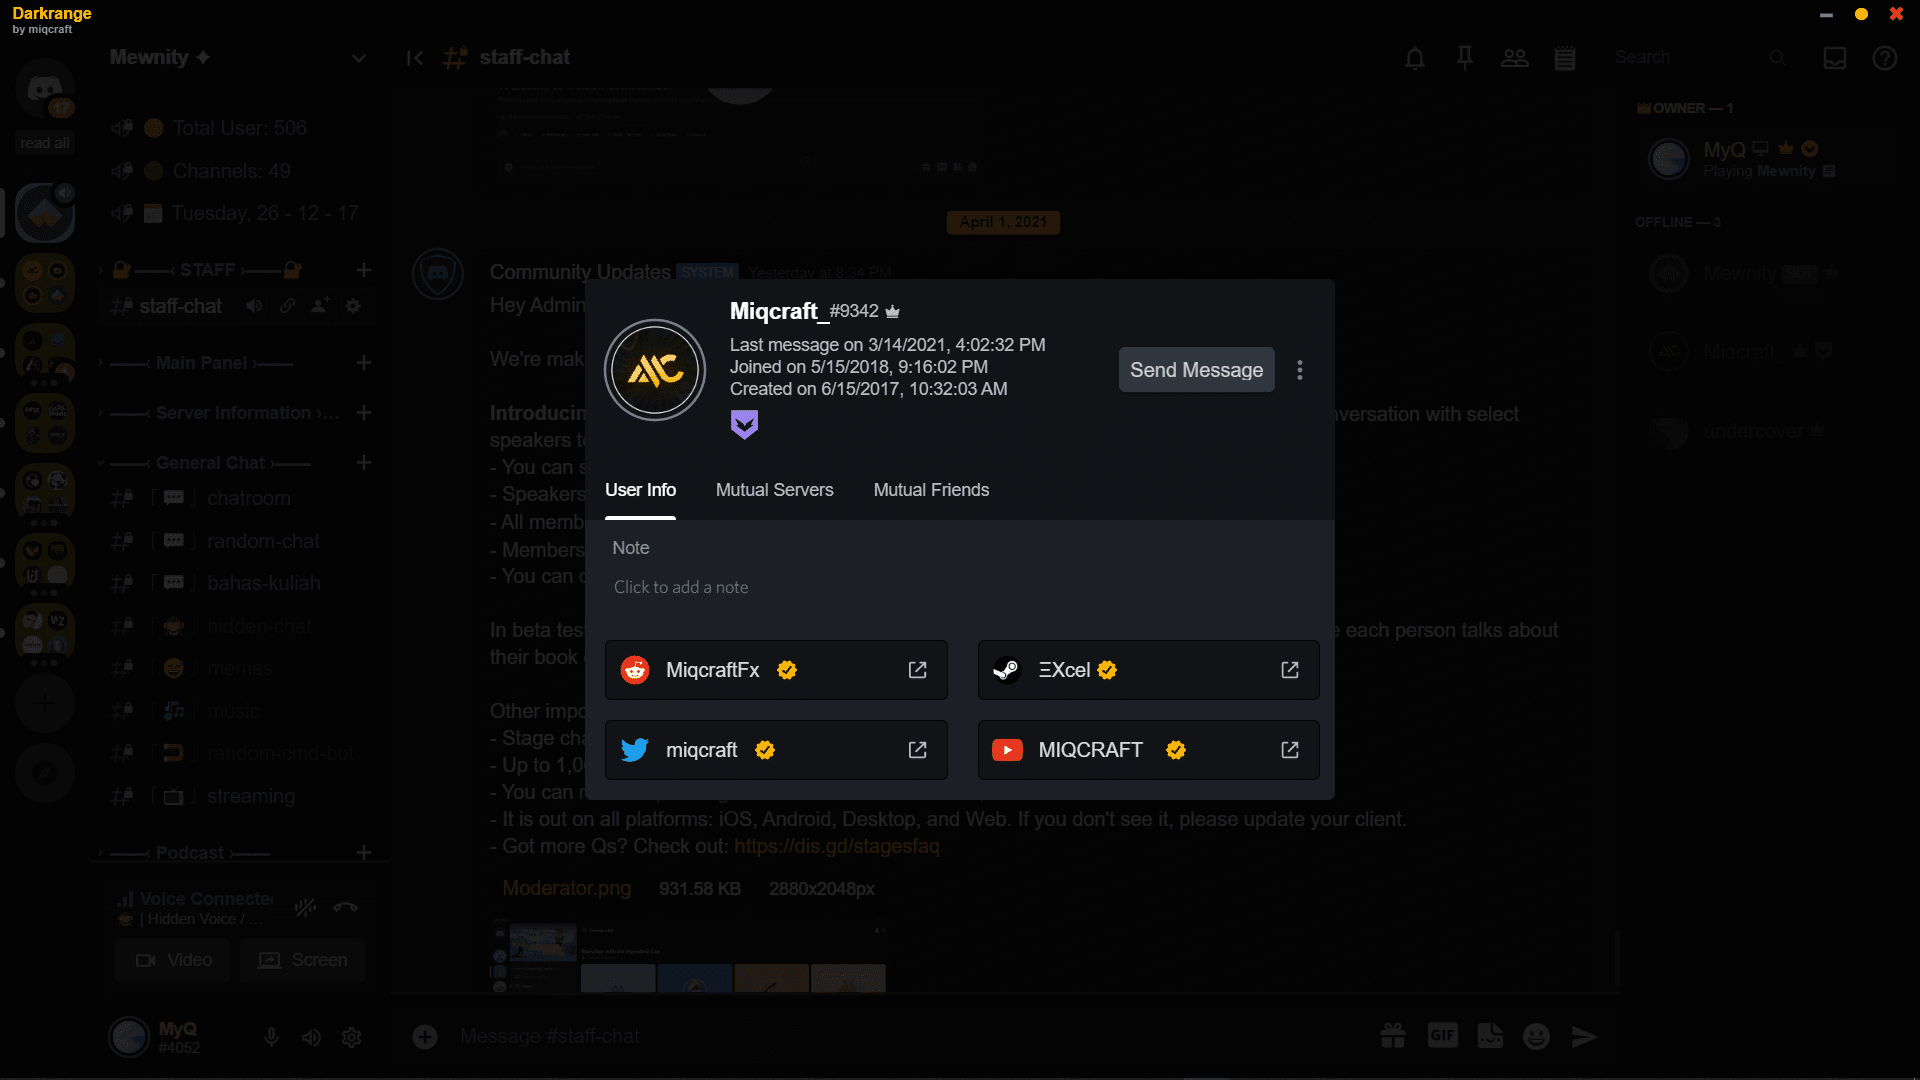 Darkrange
by miqcraft
Mewnity ✦
staff-chat
Search
17
read all
Total User: 506
Channels: 49
Tuesday, 26 - 12 - 17
‹ STAFF ›
staff-chat
‹ Main Panel ›
‹ Server Information ›...
‹ General Chat ›
chatroom
random-chat
bahas-kuliah
hidden-chat
memes
music
random-cmd-bot
streaming
‹ Podcast ›
Voice Connected
| Hidden Voice / ...
Video
Screen
MyQ
#4052
April 1, 2021
Community Updates SYSTEM Yesterday at 8:34 PM
Hey Admin
We're mak
Introducin
nversation with select
speakers to
- You can s
- Speakers
- All memb
- Members
- You can c
In beta tes
e each person talks about
their book
Other impo
- Stage cha
- Up to 1,0
- You can
- It is out on all platforms: iOS, Android, Desktop, and Web. If you don't see it, please update your client.
- Got more Qs? Check out: https://dis.gd/stagesfaq
Moderator.png 931.58 KB 2880x2048px
Message #staff-chat
GIF
Miqcraft_#9342
Last message on 3/14/2021, 4:02:32 PM
Joined on 5/15/2018, 9:16:02 PM
Created on 6/15/2017, 10:32:03 AM
Send Message
User Info
Mutual Servers
Mutual Friends
Note
Click to add a note
MiqcraftFx
ΞXcel
miqcraft
MIQCRAFT
OWNER — 1
MyQ
Playing Mewnity
OFFLINE — 3
Mewnity BOT
Miqcraft_
undercover